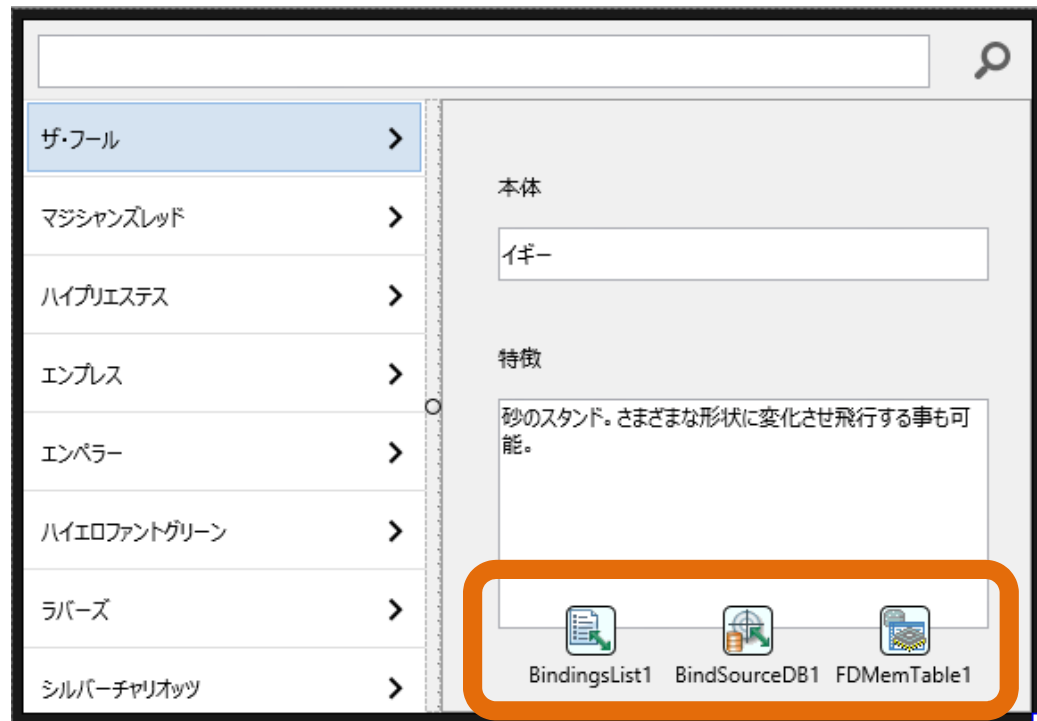 ザ・フール
マジシャンズレッド
ハイプリエステス
エンプレス
エンペラー
ハイエロファントグリーン
ラバーズ
シルバーチャリオッツ
本体
イギー
特徴
砂のスタンド。さまざまな形状に変化させ飛行する事も可
能。
BindingsList1 BindSourceDB1 FDMemTable1